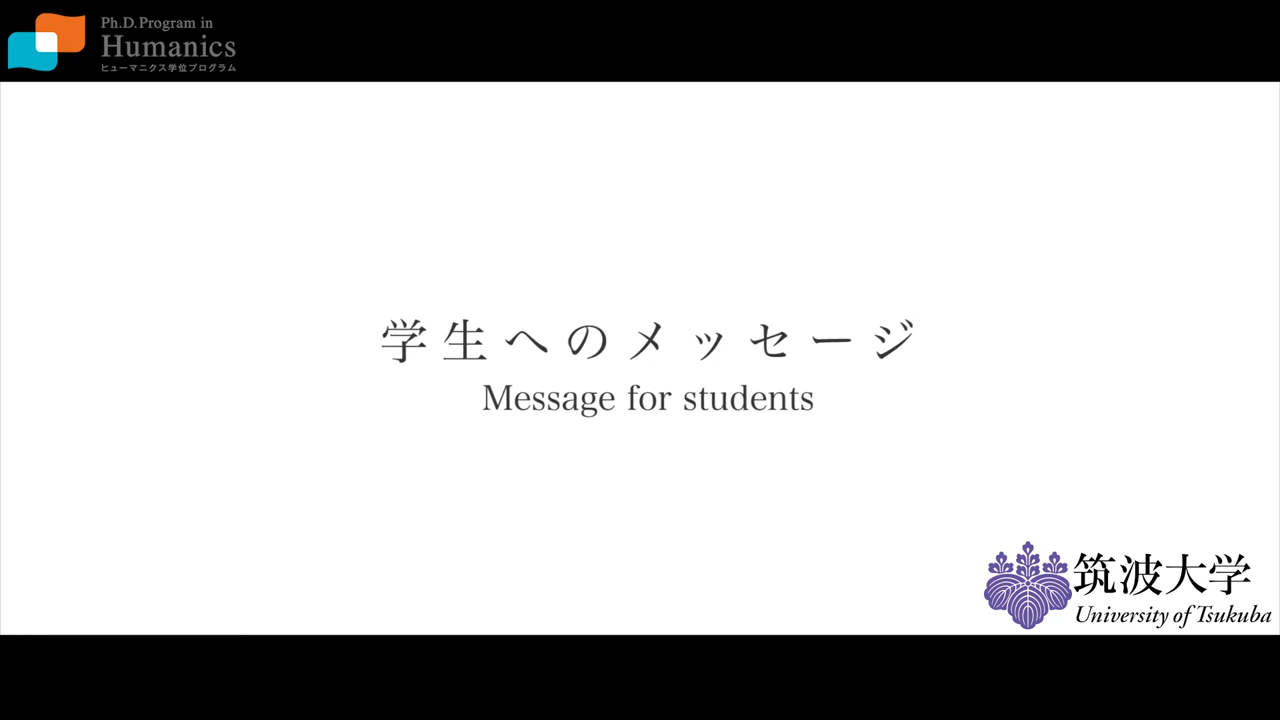 Ph.D.Program in
Humanics
ヒューマニクス学位プログラム
学生へのメッセージ
Message for students
筑波大学
University of Tsukuba